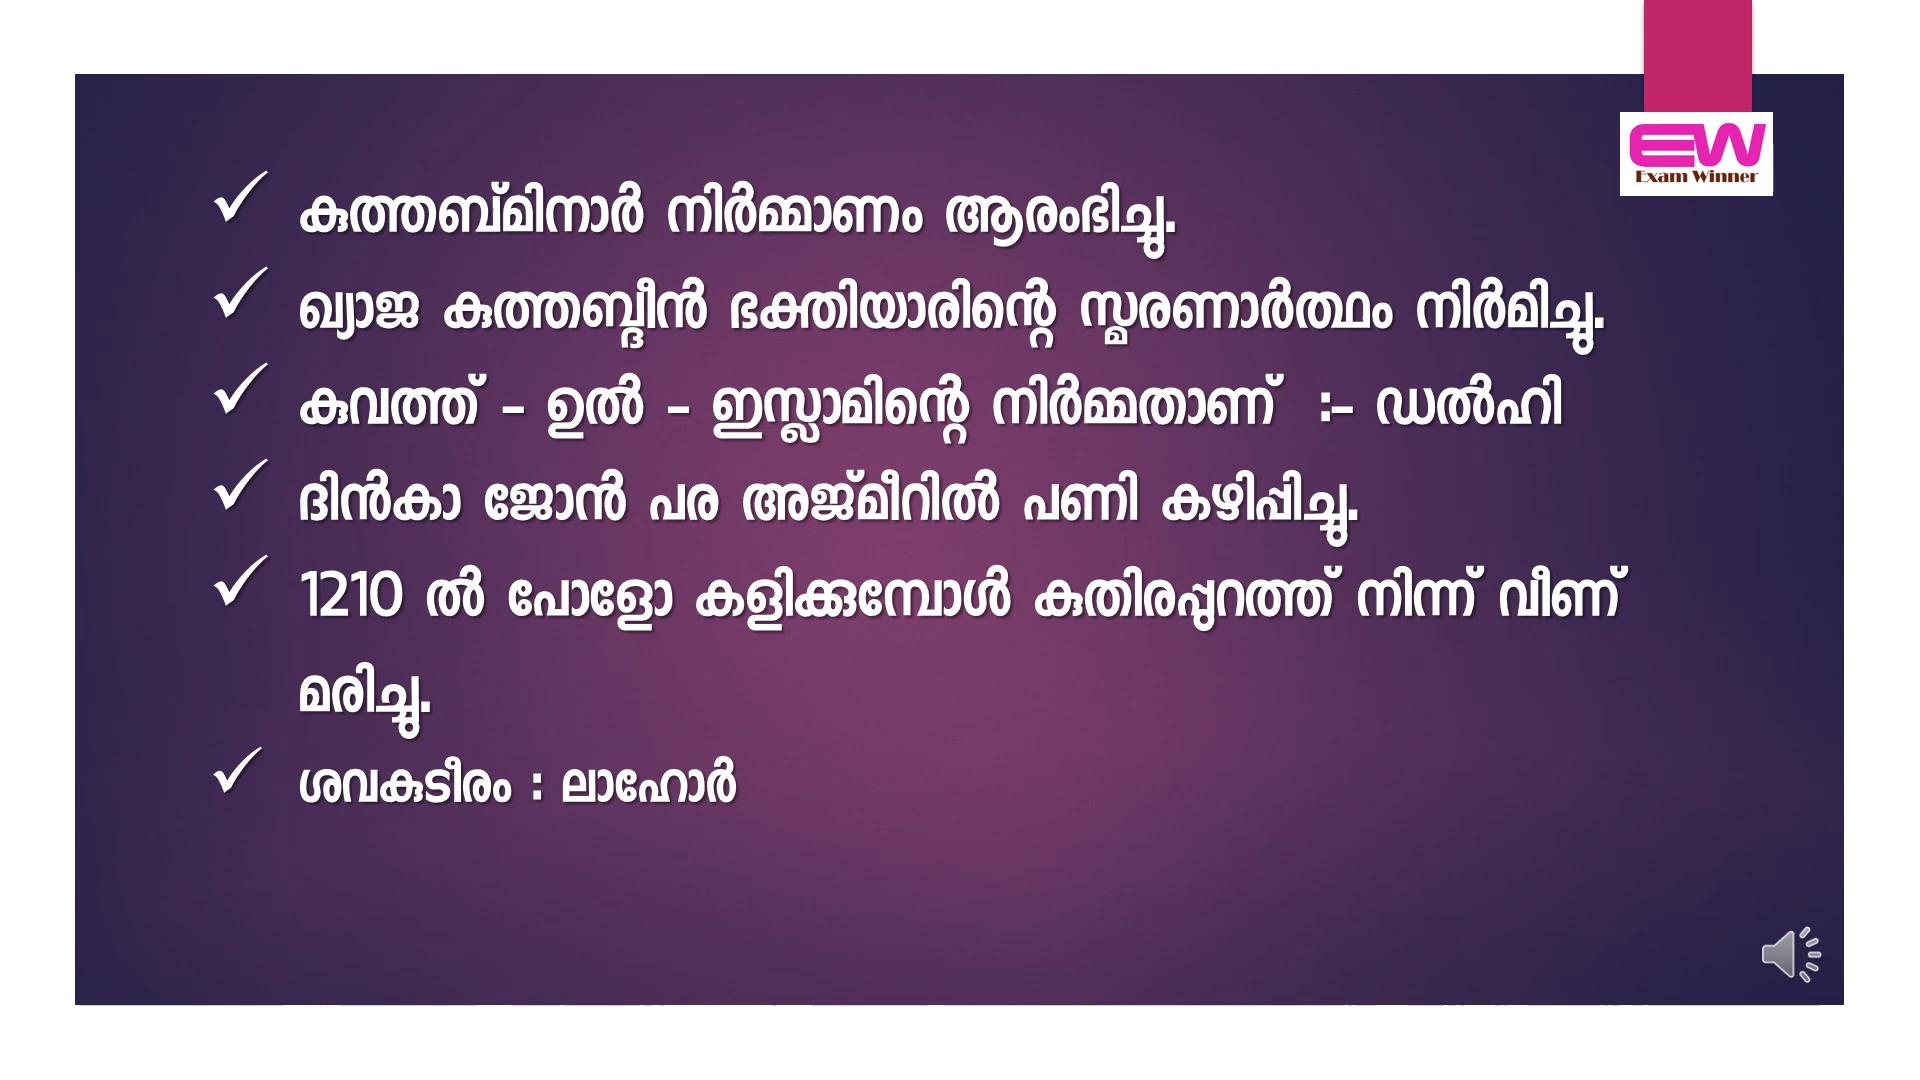 EW
Exam Winner
കുത്തബ്മിനാർ നിർമ്മാണം ആരംഭിച്ചു.
ഖ്യാജ കുത്തബ്ദീൻ ഭക്തിയാരിന്റെ സ്മരണാർത്ഥം നിർമിച്ചു.
കുവത്ത് - ഉൽ - ഇസ്ലാമിന്റെ നിർമ്മതാണ് :- ഡൽഹി
ദിൻകാ ജോൻ പര അജ്മീറിൽ പണി കഴിപ്പിച്ചു.
1210 ൽ പോളോ കളിക്കുമ്പോൾ കുതിരപ്പുറത്ത് നിന്ന് വീണ്
മരിച്ചു.
ശവകുടീരം : ലാഹോർ